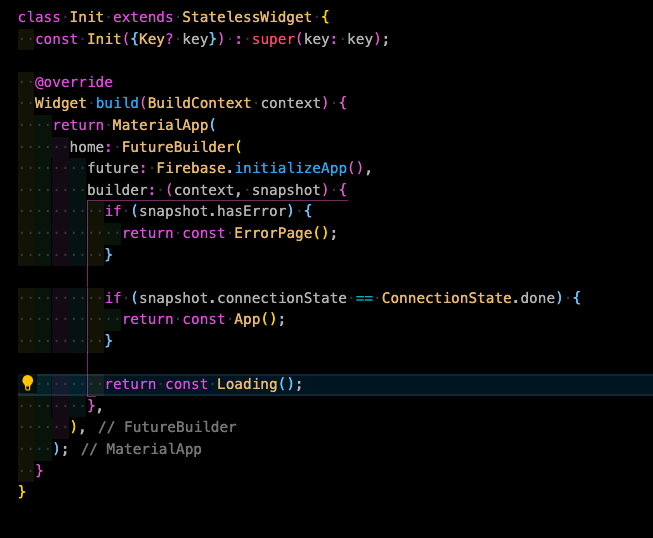 class Init extends StatelessWidget {
  const Init({Key? key}) : super(key: key);

  @override
  Widget build(BuildContext context) {
    return MaterialApp(
      home: FutureBuilder(
        future: Firebase.initializeApp(),
        builder: (context, snapshot) {
          if (snapshot.hasError) {
            return const ErrorPage();
          }

          if (snapshot.connectionState == ConnectionState.done) {
            return const App();
          }

          return const Loading();
        },
      ), // FutureBuilder
    ); // MaterialApp
  }
}